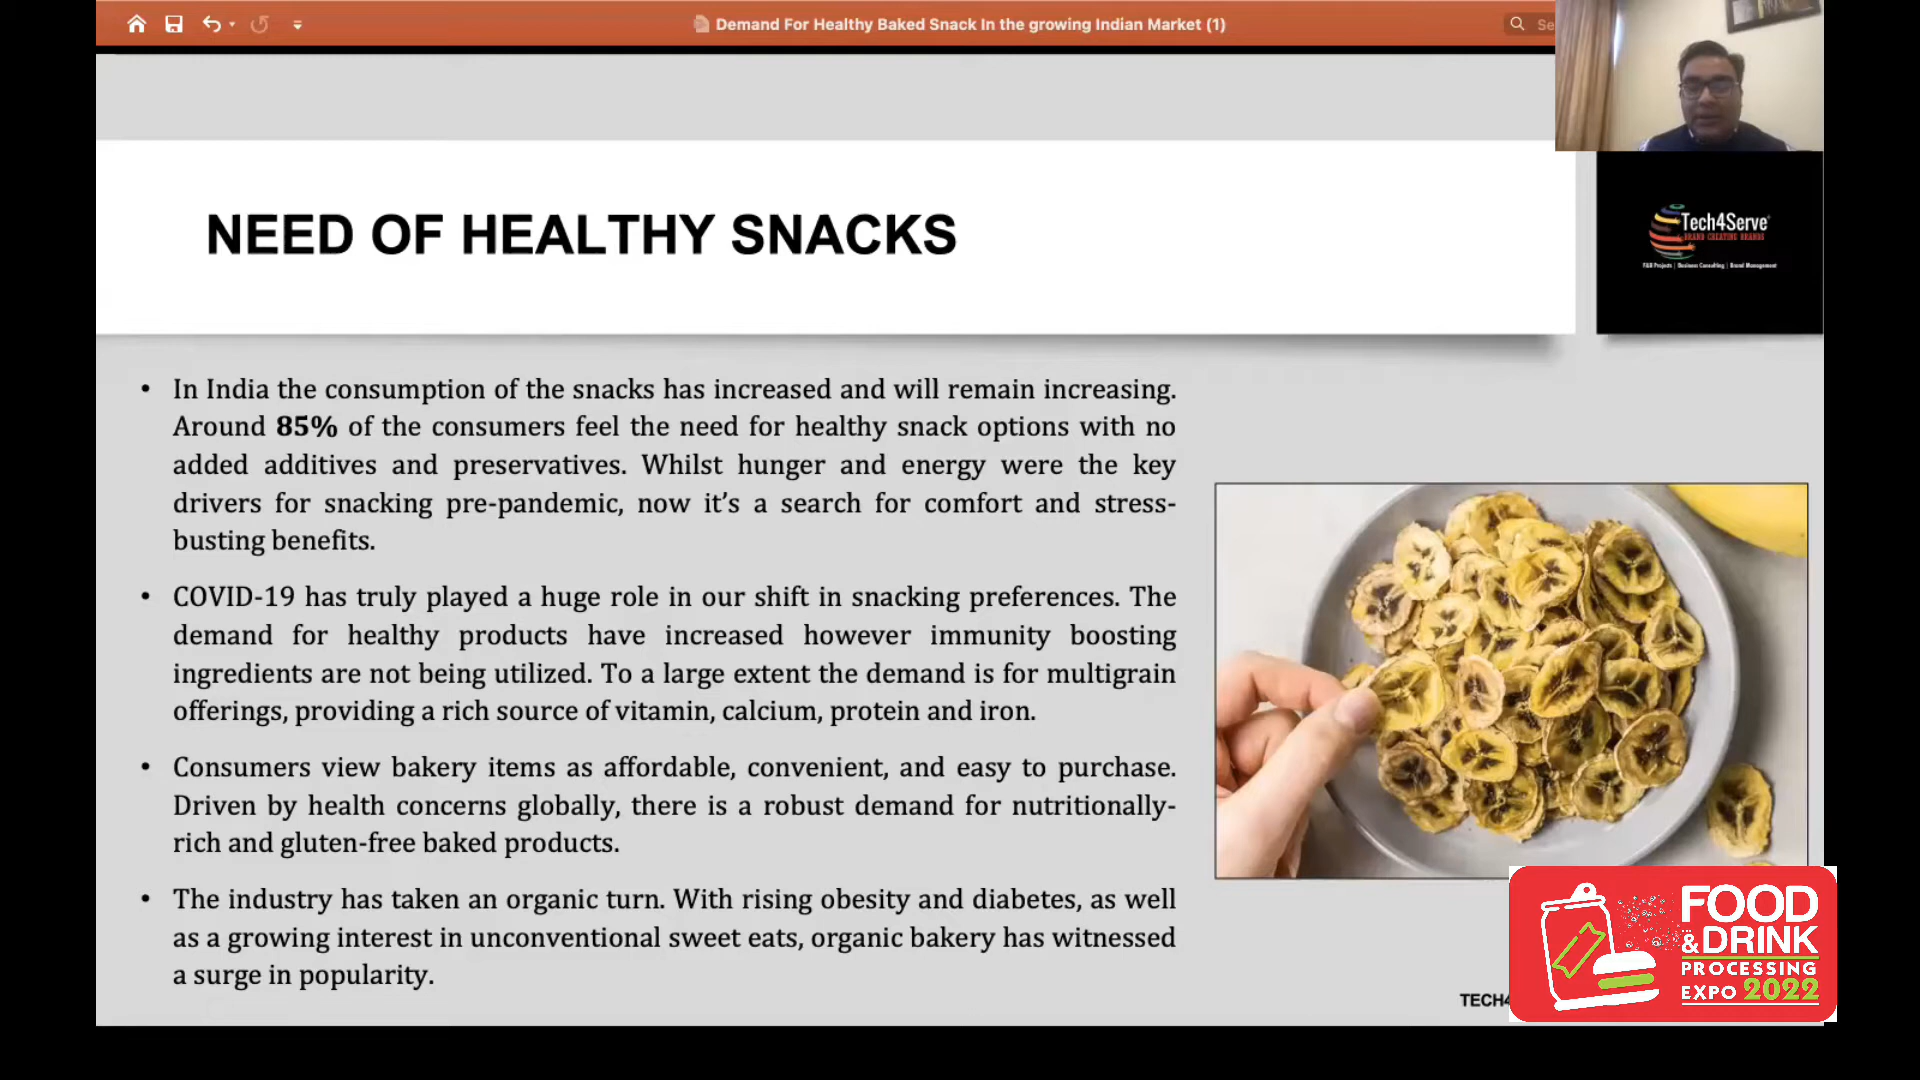 Demand For Healthy Baked Snack In the growing Indian Market (1)
Se
NEED OF HEALTHY SNACKS
Tech4Serve
BRAND CREATING BRANDS
F&B Projects | Business Consulting | Brand Management
• In India the consumption of the snacks has increased and will remain increasing.
Around 85% of the consumers feel the need for healthy snack options with no
added additives and preservatives. Whilst hunger and energy were the key
drivers for snacking pre-pandemic, now it’s a search for comfort and stress-
busting benefits.
• COVID-19 has truly played a huge role in our shift in snacking preferences. The
demand for healthy products have increased however immunity boosting
ingredients are not being utilized. To a large extent the demand is for multigrain
offerings, providing a rich source of vitamin, calcium, protein and iron.
• Consumers view bakery items as affordable, convenient, and easy to purchase.
Driven by health concerns globally, there is a robust demand for nutritionally-
rich and gluten-free baked products.
• The industry has taken an organic turn. With rising obesity and diabetes, as well
as a growing interest in unconventional sweet eats, organic bakery has witnessed
a surge in popularity.
TECH4
FOOD
&DRINK
PROCESSING
EXPO 2022